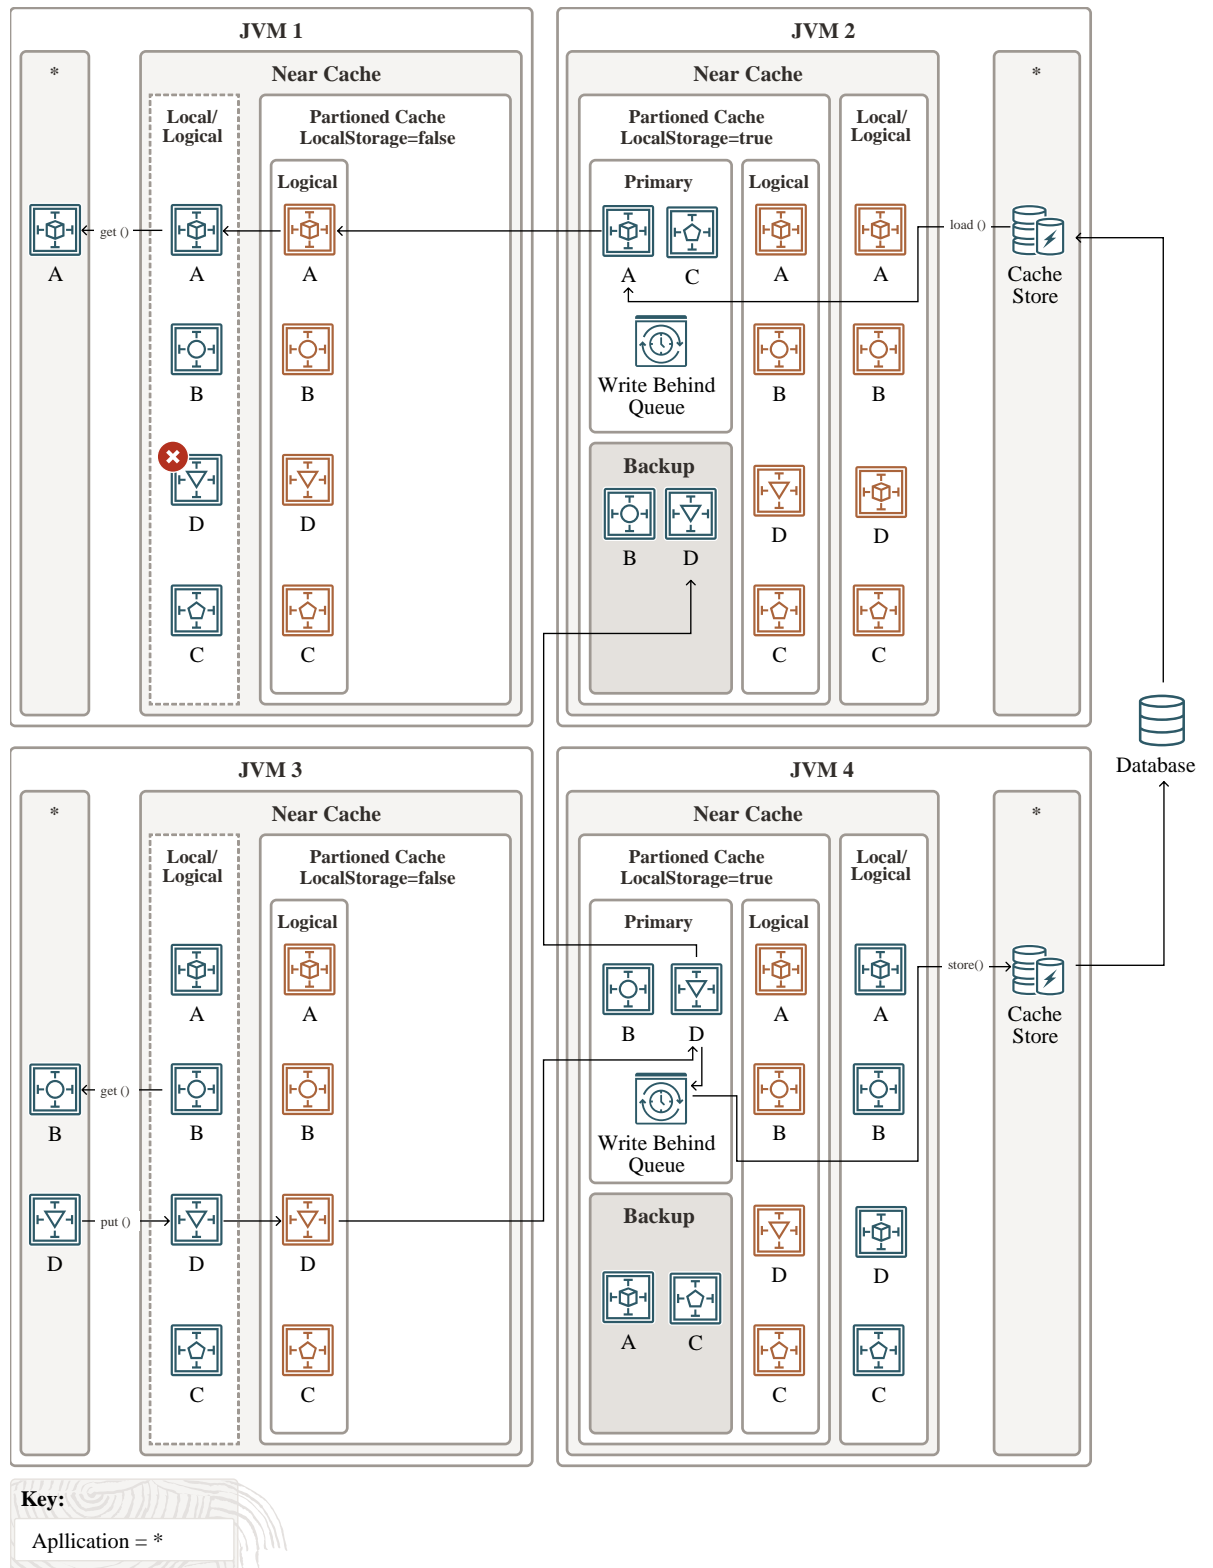 JVM 1
*
Near Cache
Local/
Logical
Partioned Cache
LocalStorage=false
Logical
A
get ()
A
A
B
B
D
D
C
C
JVM 2
Near Cache
*
Partioned Cache
LocalStorage=true
Local/
Logical
Primary
Logical
A
C
A
A
load ()
Cache
Store
Write Behind
Queue
B
B
Backup
B
D
D
D
C
C
Database
JVM 3
*
Near Cache
Local/
Logical
Partioned Cache
LocalStorage=false
Logical
A
A
B
get ()
B
B
D
put ()
D
D
C
C
JVM 4
Near Cache
*
Partioned Cache
LocalStorage=true
Local/
Logical
Primary
Logical
B
D
A
A
store()
Cache
Store
Write Behind
Queue
B
B
Backup
A
C
D
D
C
C
Key:
Apllication = *